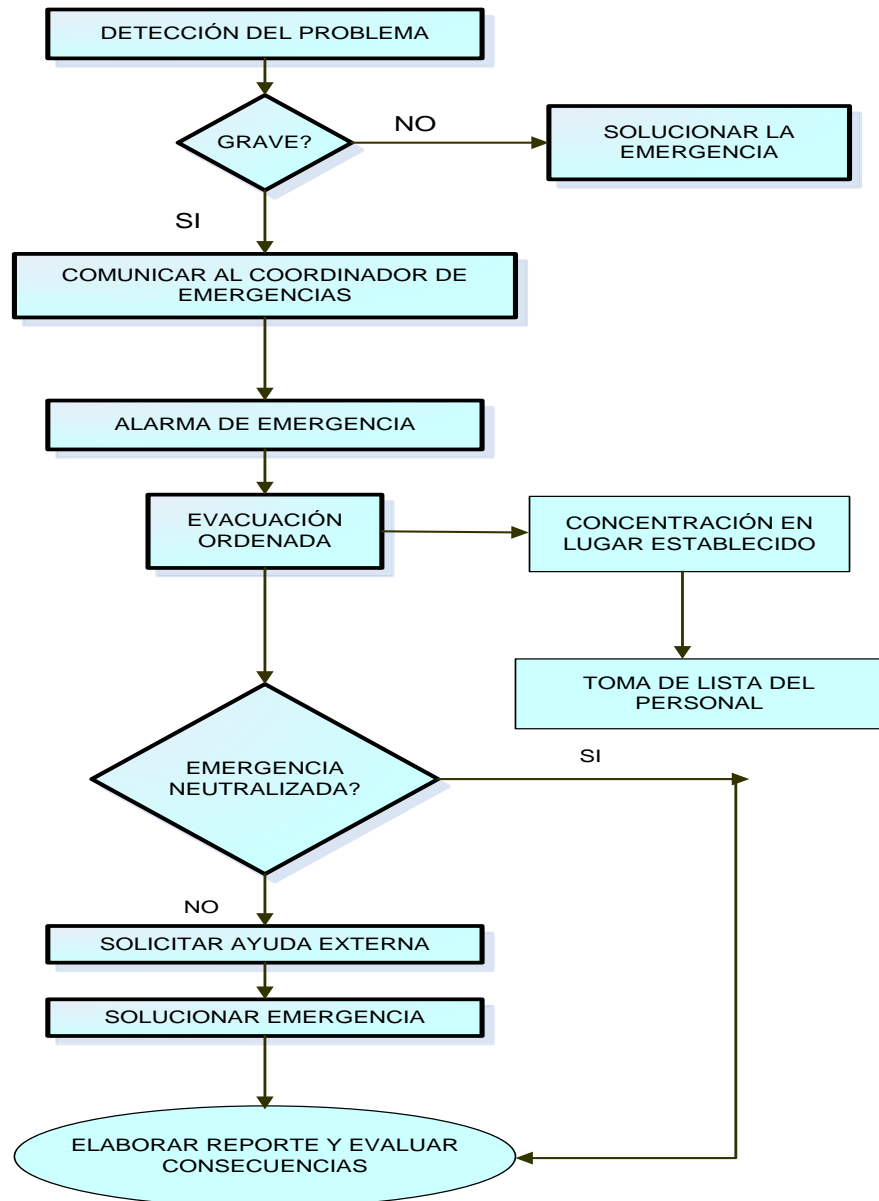 DETECCIÓN DEL PROBLEMA
GRAVE?
NO
SOLUCIONAR LA
EMERGENCIA
SI
COMUNICAR AL COORDINADOR DE
EMERGENCIAS
ALARMA DE EMERGENCIA
EVACUACIÓN
ORDENADA
CONCENTRACIÓN EN
LUGAR ESTABLECIDO
TOMA DE LISTA DEL
PERSONAL
EMERGENCIA
NEUTRALIZADA?
SI
NO
SOLICITAR AYUDA EXTERNA
SOLUCIONAR EMERGENCIA
ELABORAR REPORTE Y EVALUAR
CONSECUENCIAS